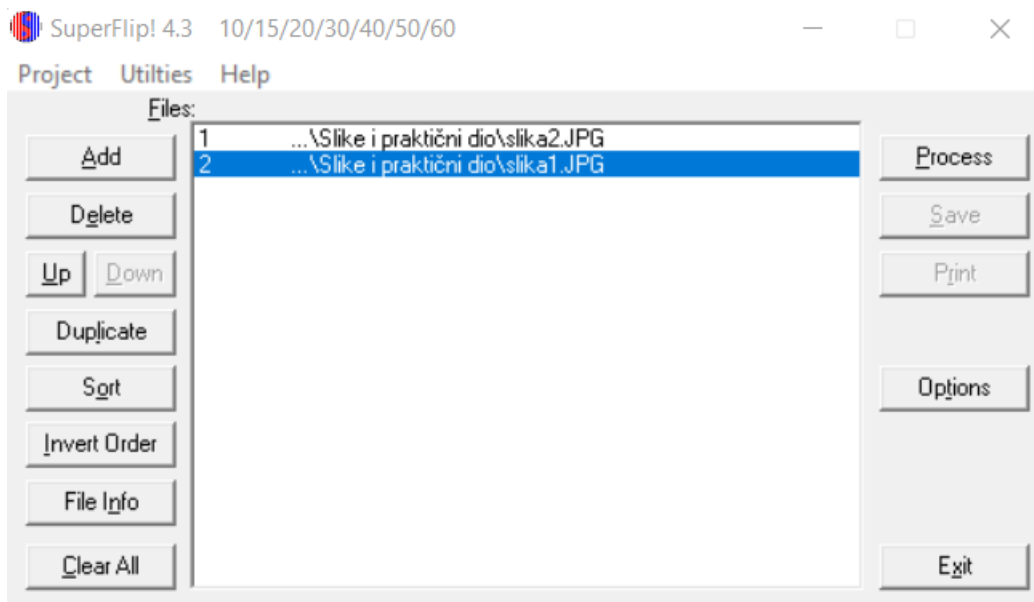 SuperFlip! 4.3 10/15/20/30/40/50/60
Project Utilties Help
Files:
1 ...\Slike i praktični dio\slika2.JPG
2 ...\Slike i praktični dio\slika1.JPG
Add
Delete
Up Down
Duplicate
Sort
Invert Order
File Info
Clear All
Process
Save
Print
Options
Exit